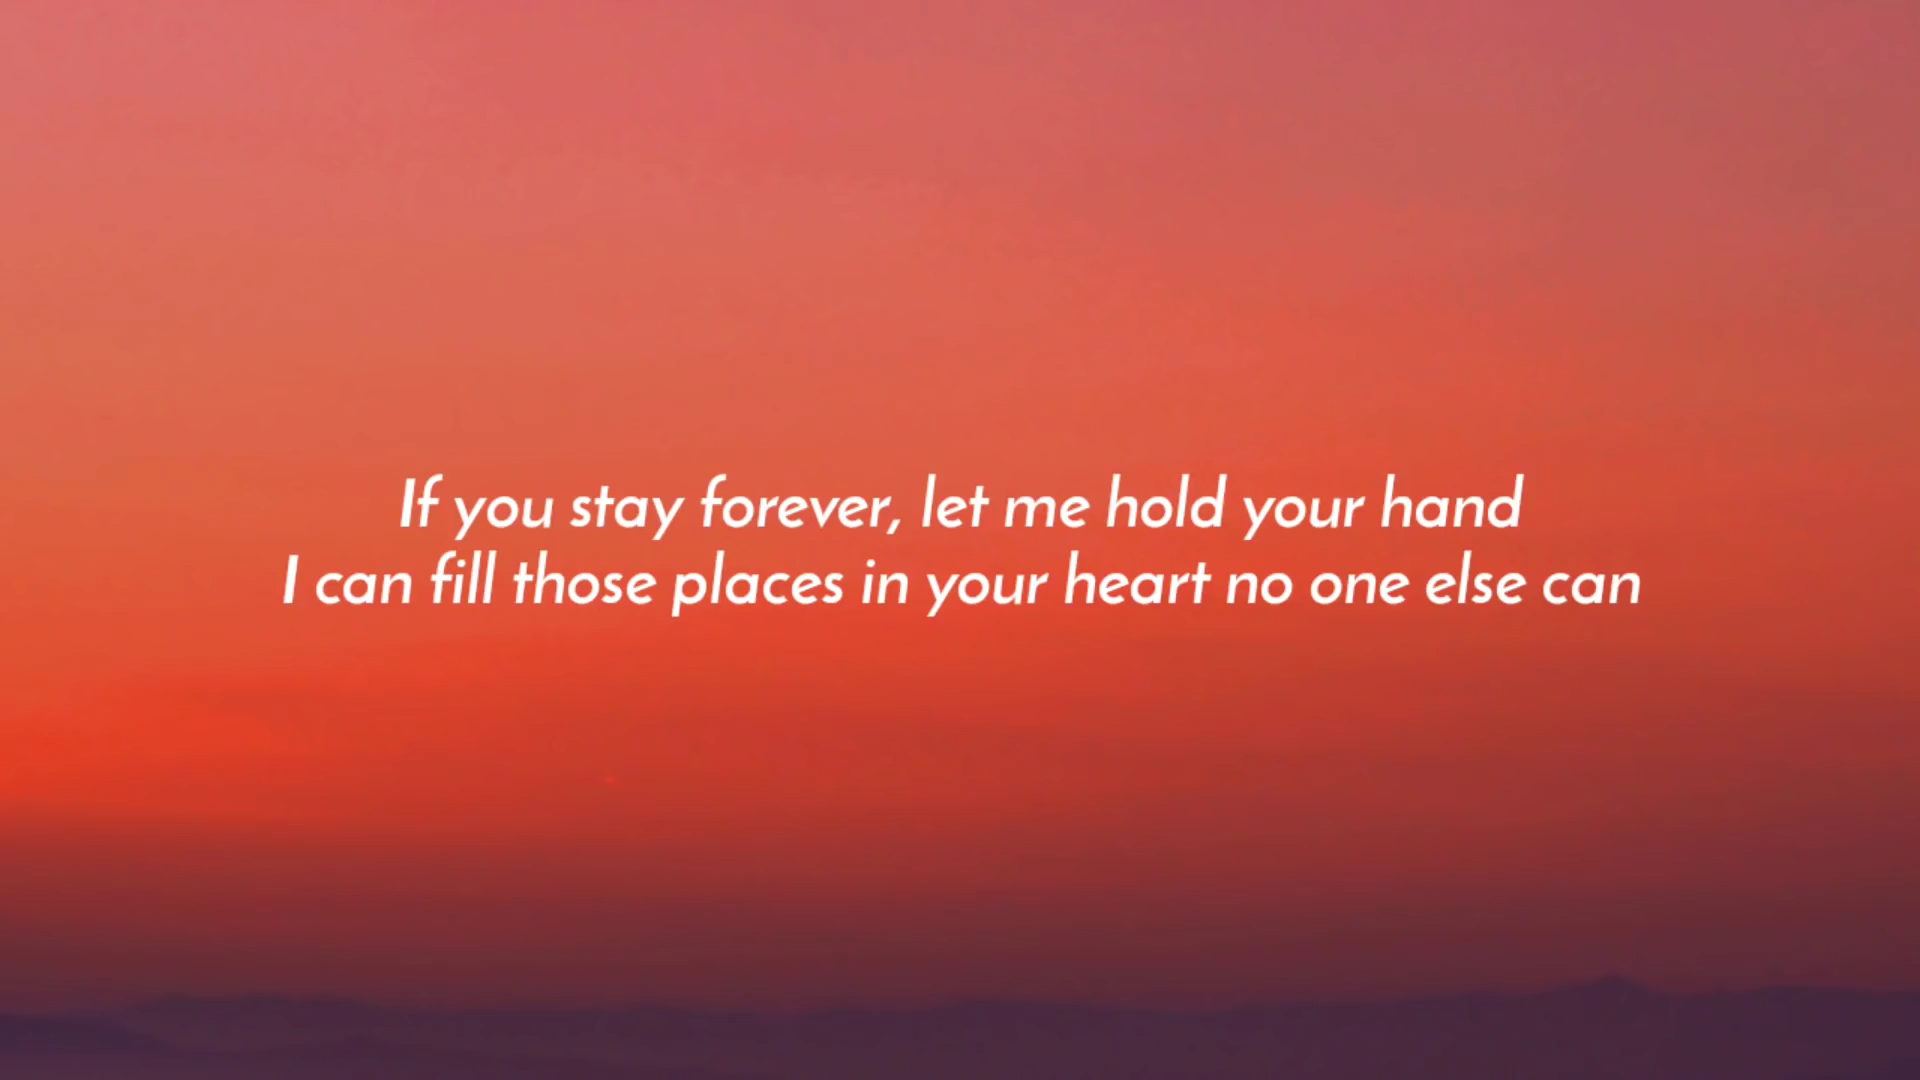 If you stay forever, let me hold your hand
I can fill those places in your heart no one else can